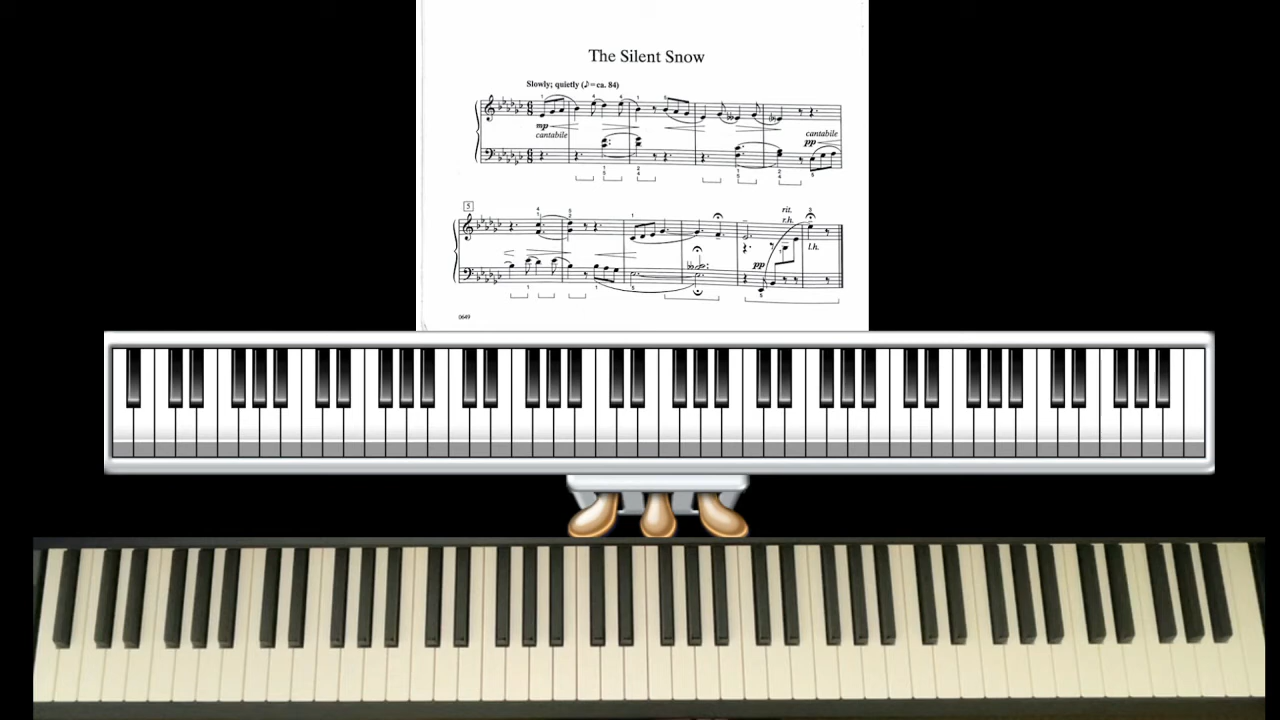 The Silent Snow
Slowly; quietly (♪=ca. 84)
mp
cantabile
cantabile
pp
5
rit.
r.h.
l.h.
pp
0649